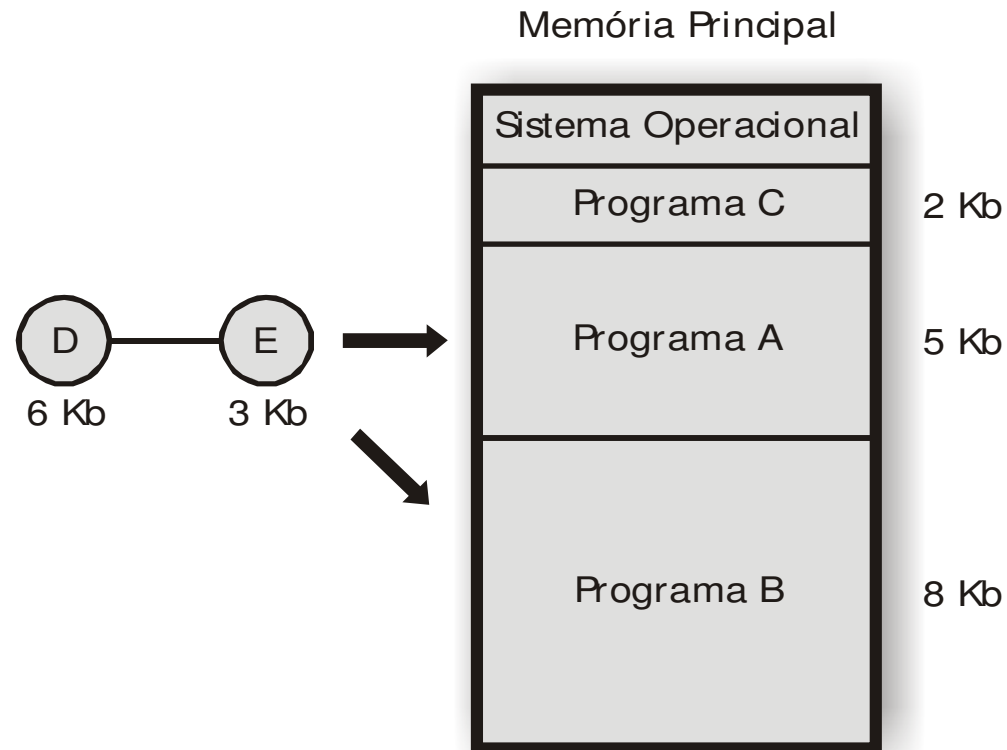 Memória Principal
Sistema Operacional
Programa C
2 Kb
Programa A
5 Kb
D
E
6 Kb
3 Kb
Programa B
8 Kb